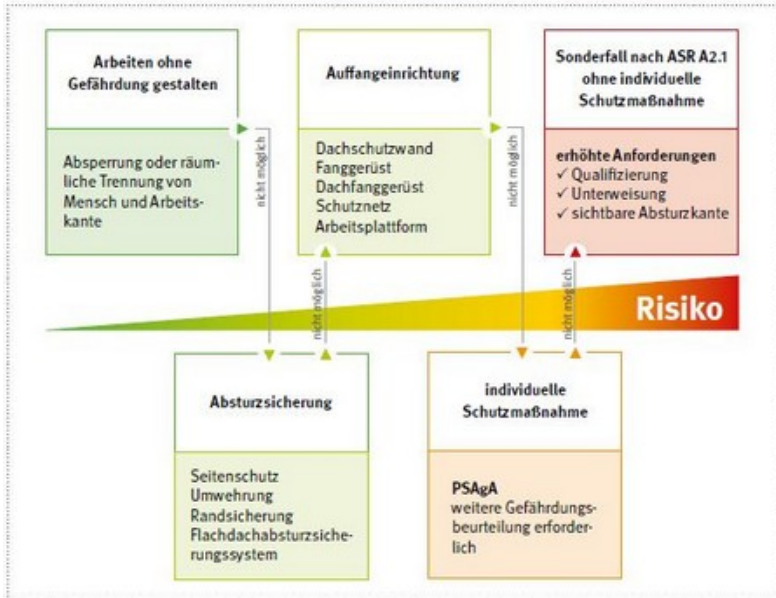 Arbeiten ohne
Gefährdung gestalten
Absperrung oder räum-
liche Trennung von
Mensch und Arbeits-
kante
nicht möglich
Absturzsicherung
Seitenschutz
Umwehrung
Randsicherung
Flachdachabsturzsiche-
rungssystem
nicht möglich
Auffangeinrichtung
Dachschutzwand
Fanggerüst
Dachfanggerüst
Schutznetz
Arbeitsplattform
nicht möglich
individuelle
Schutzmaßnahme
PSAgA
weitere Gefährdungs-
beurteilung erforder-
lich
nicht möglich
Sonderfall nach ASR A2.1
ohne individuelle
Schutzmaßnahme
erhöhte Anforderungen
✓ Qualifizierung
✓ Unterweisung
✓ sichtbare Absturzkante
Risiko